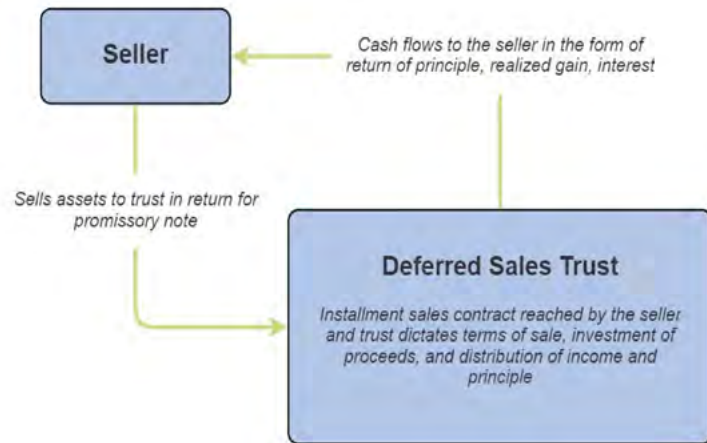 Seller
Cash flows to the seller in the form of
return of principle, realized gain, interest
Sells assets to trust in return for
promissory note
Deferred Sales Trust
Installment sales contract reached by the seller
and trust dictates terms of sale, investment of
proceeds, and distribution of income and
principle